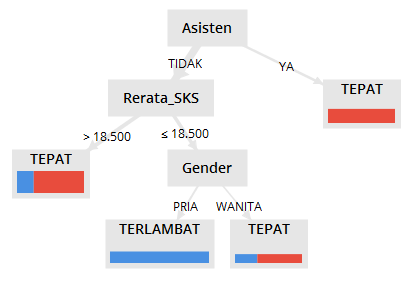 Asisten
TIDAK
YA
Rerata_SKS
TEPAT
> 18.500
≤ 18.500
TEPAT
Gender
PRIA
WANITA
TERLAMBAT
TEPAT